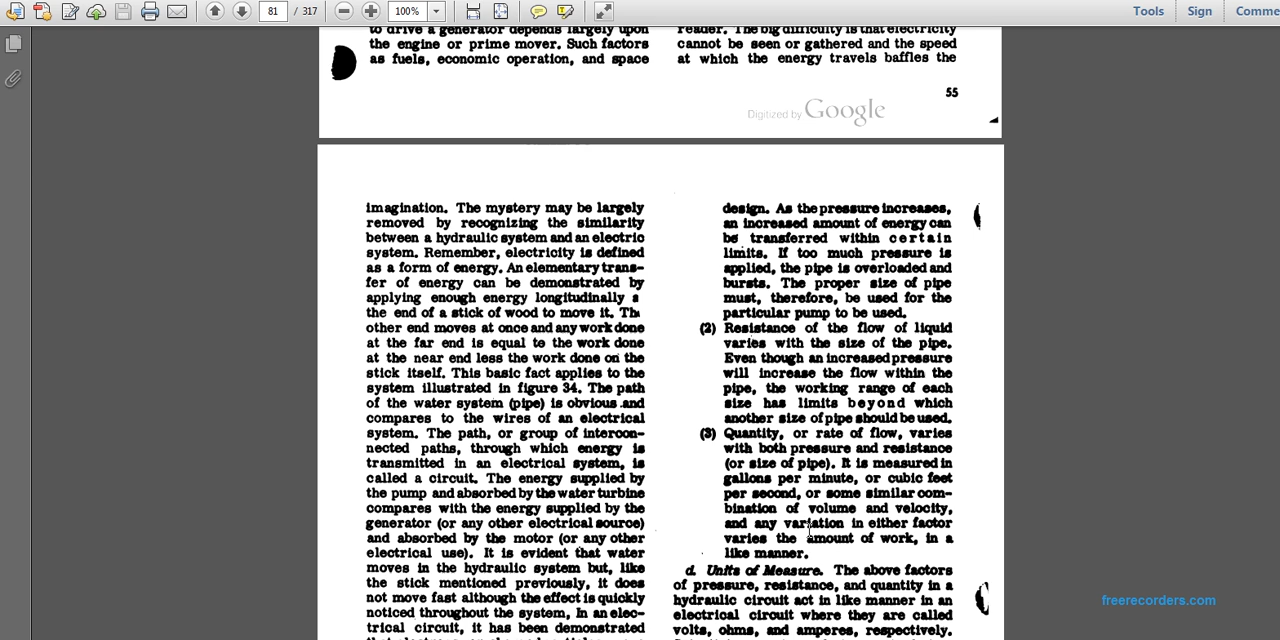 81 / 317
100%
Tools
Sign
Comme
to drive a generator depends largely upon
the engine or prime mover. Such factors
as fuels, economic operation, and space
reader. The big difficulty is that electricity
cannot be seen or gathered and the speed
at which the energy travels baffles the
55
Digitized by Google
imagination. The mystery may be largely
removed by recognizing the similarity
between a hydraulic system and an electric
system. Remember, electricity is defined
as a form of energy. An elementary trans-
fer of energy can be demonstrated by
applying enough energy longitudinally a
the end of a stick of wood to move it. Th
other end moves at once and any work done
at the far end is equal to the work done
at the near end less the work done on the
stick itself. This basic fact applies to the
system illustrated in figure 34. The path
of the water system (pipe) is obvious and
compares to the wires of an electrical
system. The path, or group of intercon-
nected paths, through which energy is
transmitted in an electrical system, is
called a circuit. The energy supplied by
the pump and absorbed by the water turbine
compares with the energy supplied by the
generator (or any other electrical source)
and absorbed by the motor (or any other
electrical use). It is evident that water
moves in the hydraulic system but, like
the stick mentioned previously, it does
not move fast although the effect is quickly
noticed throughout the system. In an elec-
trical circuit, it has been demonstrated
design. As the pressure increases,
an increased amount of energy can
be transferred within certain
limits. If too much pressure is
applied, the pipe is overloaded and
bursts. The proper size of pipe
must, therefore, be used for the
particular pump to be used.
(2) Resistance of the flow of liquid
varies with the size of the pipe.
Even though an increased pressure
will increase the flow within the
pipe, the working range of each
size has limits beyond which
another size of pipe should be used.
(3) Quantity, or rate of flow, varies
with both pressure and resistance
(or size of pipe). It is measured in
gallons per minute, or cubic feet
per second, or some similar com-
bination of volume and velocity,
and any variation in either factor
varies the amount of work, in a
like manner.
d. Units of Measure. The above factors
of pressure, resistance, and quantity in a
hydraulic circuit act in like manner in an
electrical circuit where they are called
volts, ohms, and amperes, respectively.
freerecorders.com